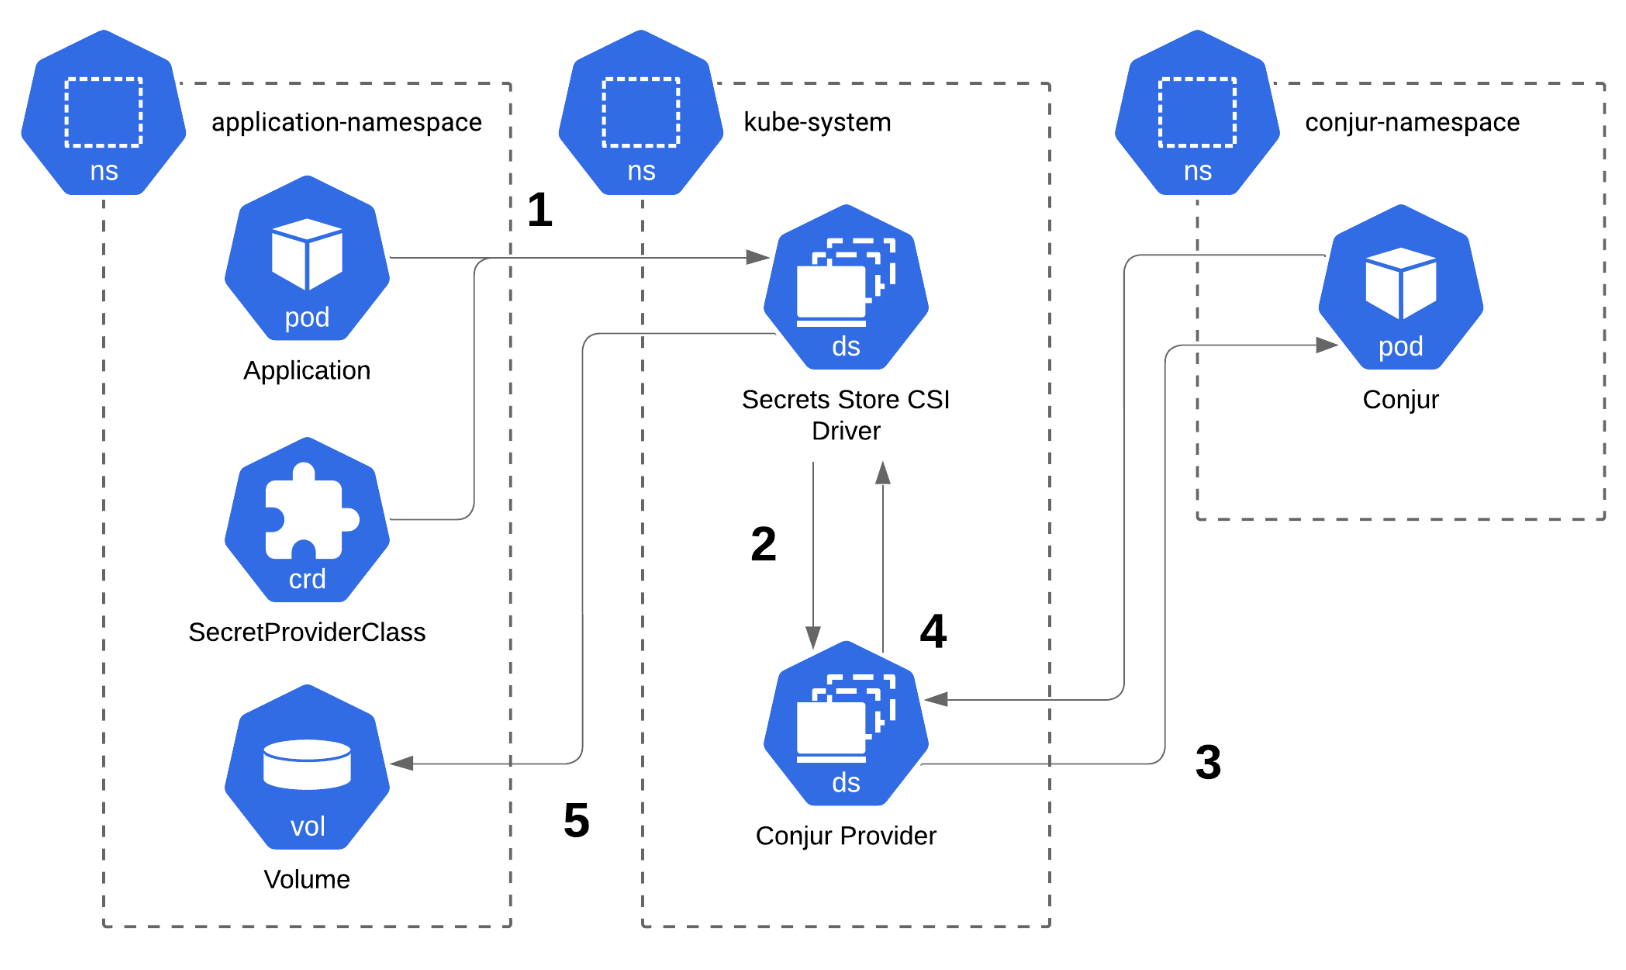 ns
application-namespace
pod
Application
crd
SecretProviderClass
vol
Volume
1
5
ns
kube-system
ds
Secrets Store CSI
Driver
2
4
ds
Conjur Provider
3
ns
conjur-namespace
pod
Conjur